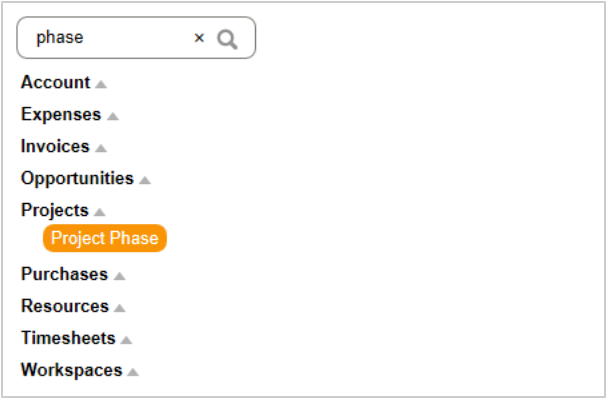 phase ×
Account
Expenses
Invoices
Opportunities
Projects
Project Phase
Purchases
Resources
Timesheets
Workspaces